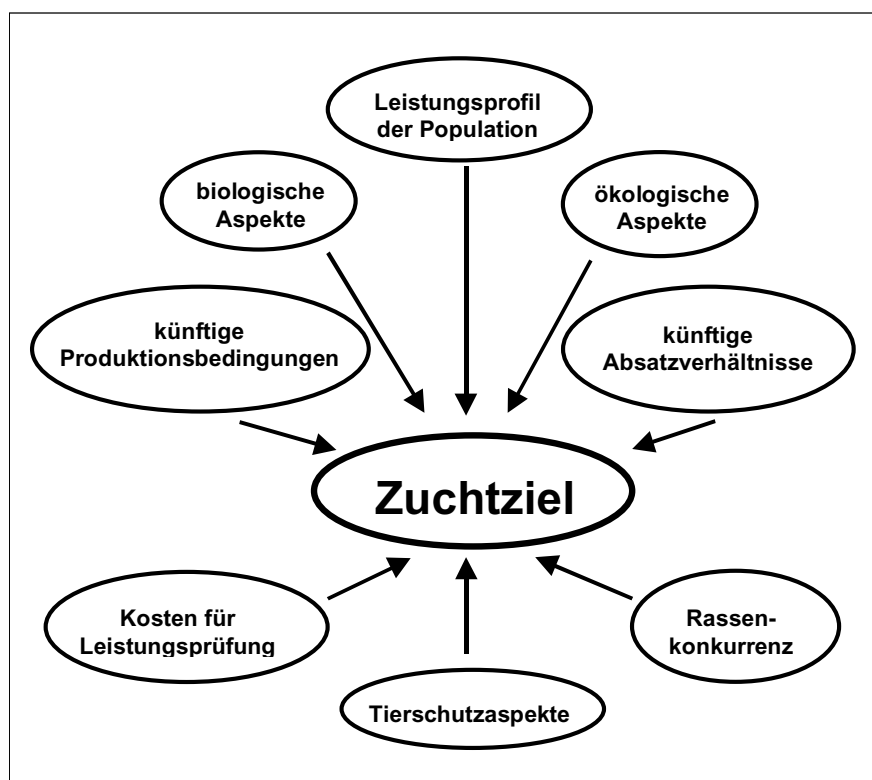 Leistungsprofil
der Population
biologische
Aspekte
ökologische
Aspekte
künftige
Produktionsbedingungen
künftige
Absatzverhältnisse
Zuchtziel
Kosten für
Leistungsprüfung
Rassen-
konkurrenz
Tierschutzaspekte